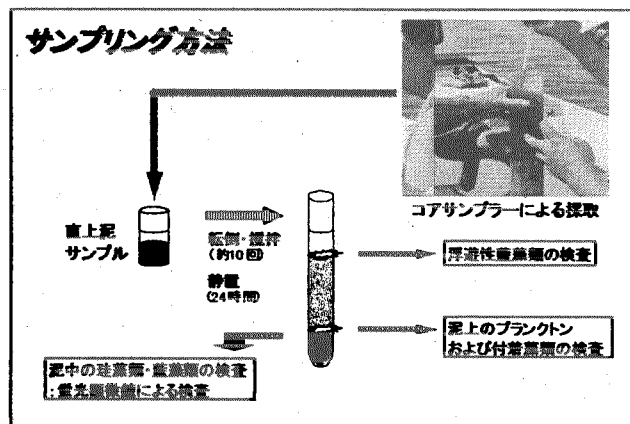 サンプリング方法
コアサンプラーによる採取
直上泥
サンプル
転倒・撹拌
(約10回)
静置
(24時間)
浮遊性藍藻類の検査
泥上のプランクトン
および付着藻類の検査
泥中の珪藻類・藍藻類の検査
:蛍光顕微鏡による検査